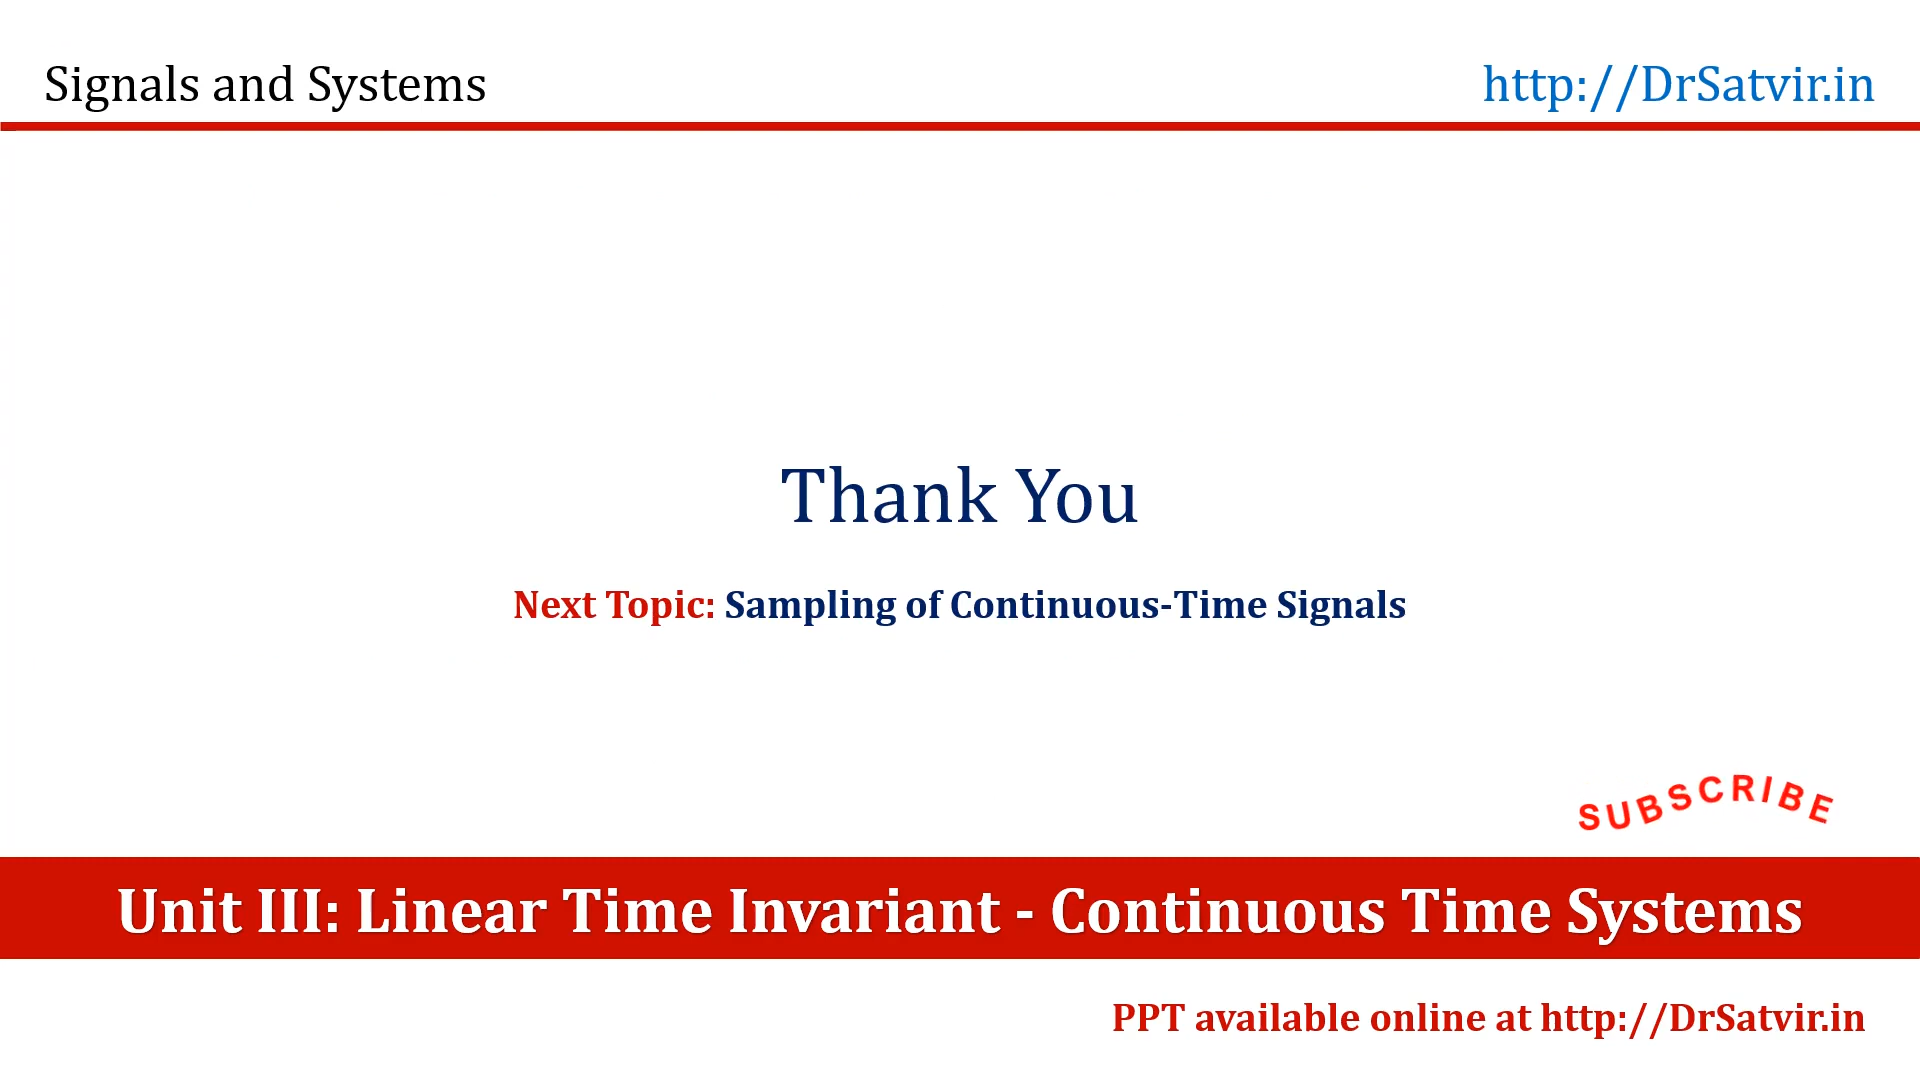 Signals and Systems
http://DrSatvir.in
Thank You
Next Topic: Sampling of Continuous-Time Signals
SUBSCRIBE
Unit III: Linear Time Invariant - Continuous Time Systems
PPT available online at http://DrSatvir.in